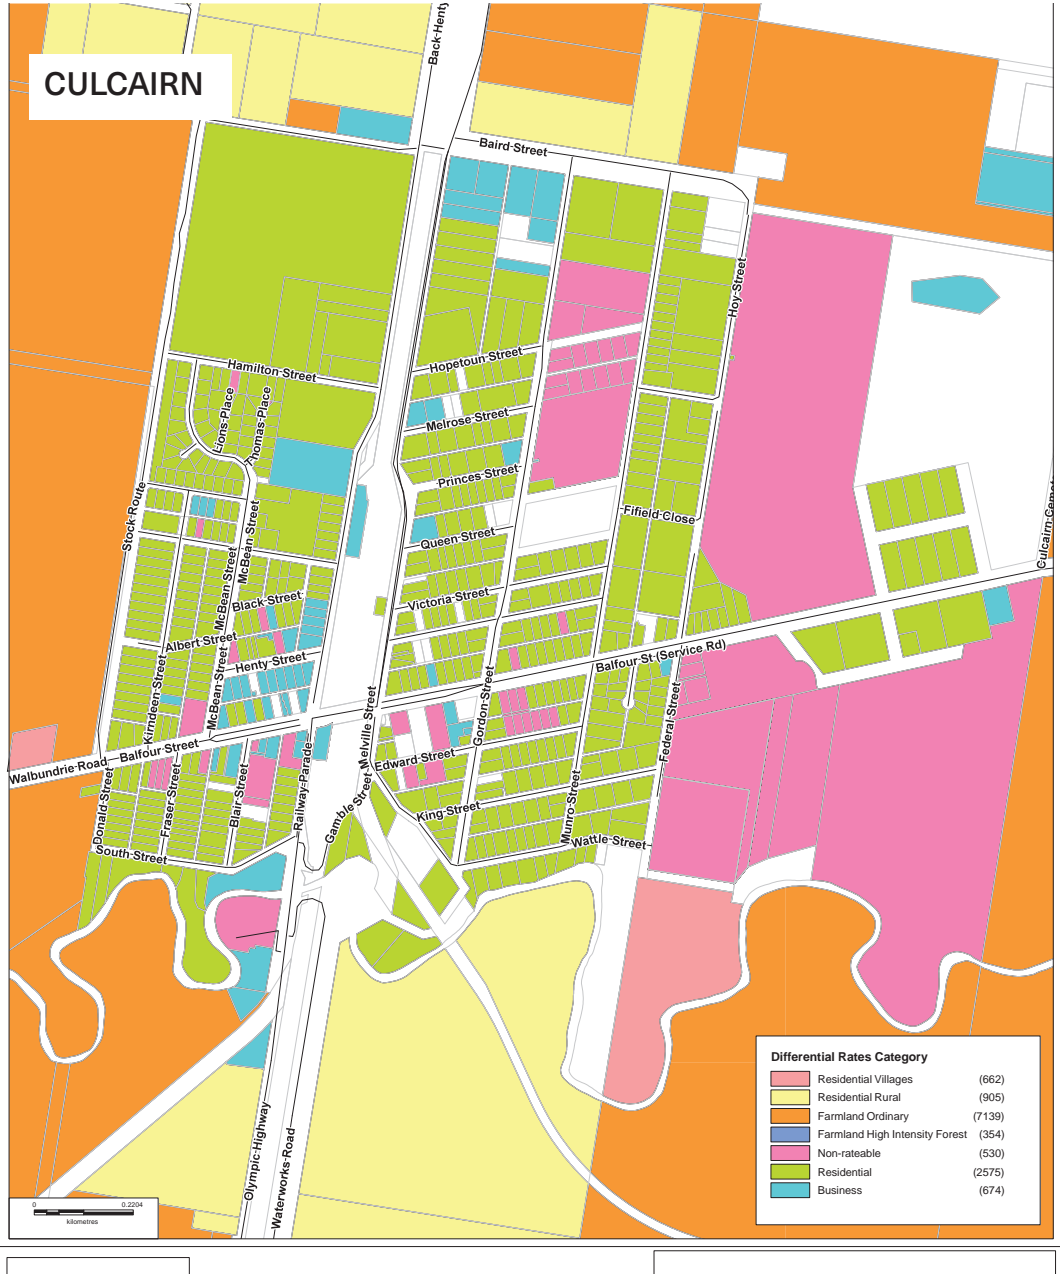 CULCAIRN
Back-Henty
Baird Street
Hoy-Street
Hopetoun-Street
Hamilton-Street
Lions-Place
Thomas-Place
Melrose-Street
Princes-Street
Stock-Route
McBean-Street
Queen-Street
Fifield-Close
Victoria-Street
McBean-Street
Black-Street
Albert-Street
Henty-Street
McBean-Street
Kirndeen-Street
Balfour-St-(Service-Rd)
Gordon-Street
Federal-Street
Melville-Street
Walbundrie-Road
Balfour-Street
Edward-Street
Donald-Street
Fraser-Street
Blair-Street
Railway-Parade
Gamble-Street
King-Street
Munro-Street
Wattle-Street
South-Street
Olympic-Highway
Waterworks-Road
Differential Rates Category
Residential Villages (662)
Residential Rural (905)
Farmland Ordinary (7139)
Farmland High Intensity Forest (354)
Non-rateable (530)
Residential (2575)
Business (674)
0 0.2204
kilometres